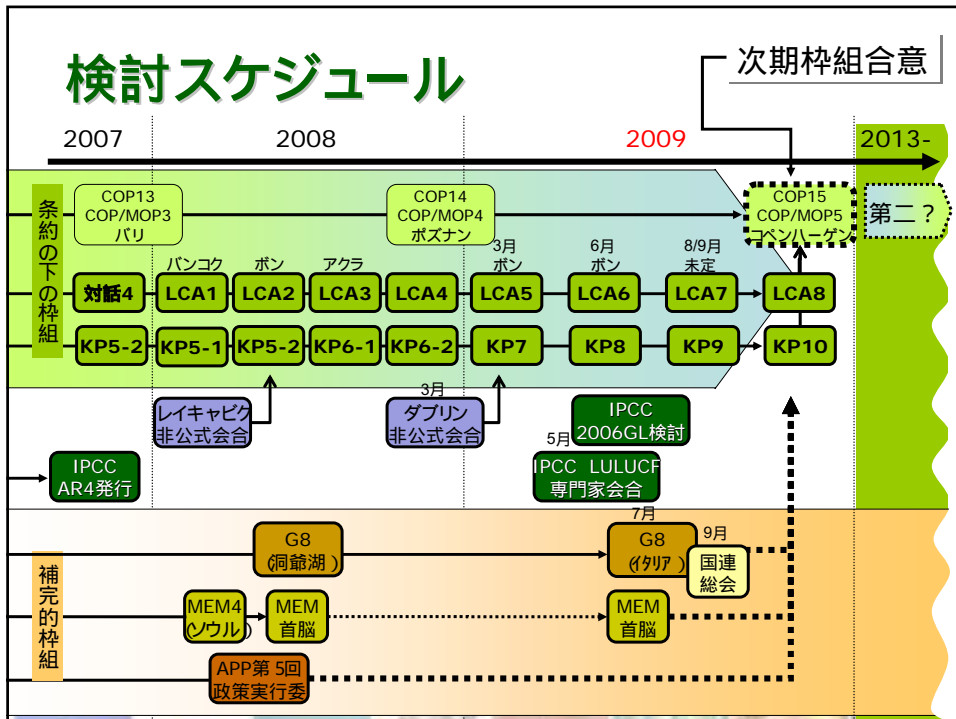 検討スケジュール
次期枠組合意
2007
2008
2009
2013-
条約の下の枠組
COP13
COP/MOP3
バリ
COP14
COP/MOP4
ポズナン
COP15
COP/MOP5
コペンハーゲン
第二？
バンコク
ボン
アクラ
3月
ボン
6月
ボン
8/9月
未定
対話4
LCA1
LCA2
LCA3
LCA4
LCA5
LCA6
LCA7
LCA8
KP5-2
KP5-1
KP5-2
KP6-1
KP6-2
KP7
KP8
KP9
KP10
レイキャビク
非公式会合
3月
ダブリン
非公式会合
IPCC
2006GL検討
5月
IPCC LULUCF
専門家会合
IPCC
AR4発行
補完的枠組
G8
(洞爺湖)
7月
G8
(イタリア)
9月
国連
総会
MEM4
(ソウル)
MEM
首脳
MEM
首脳
APP第5回
政策実行委